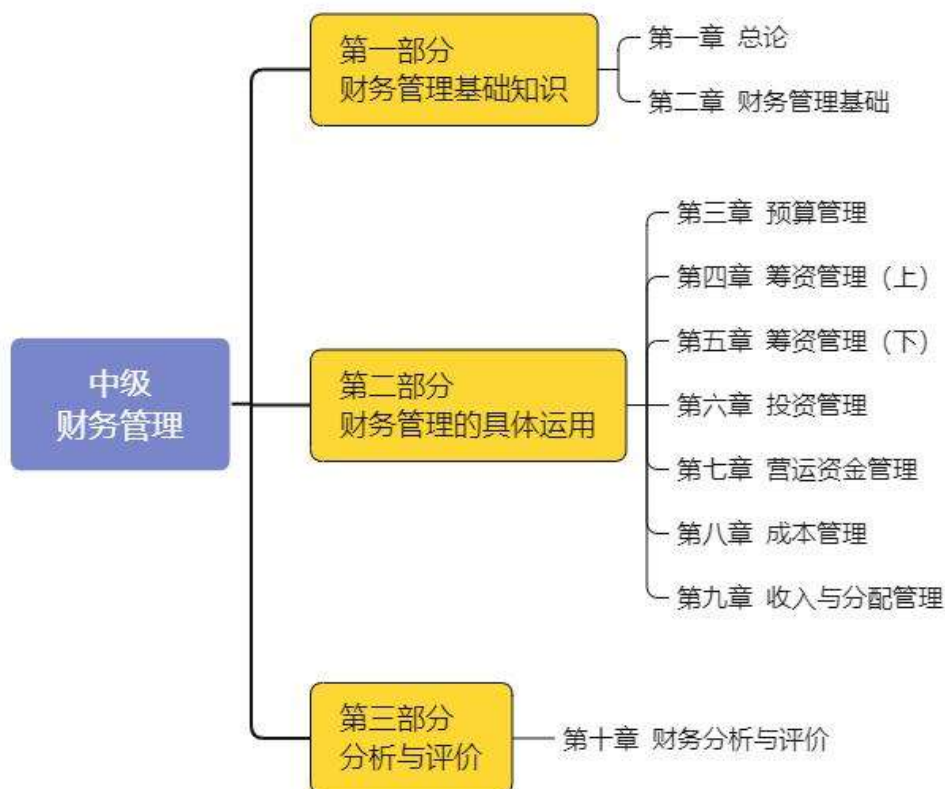 中级
财务管理
第一部分
财务管理基础知识
第一章 总论
第二章 财务管理基础
第二部分
财务管理的具体运用
第三章 预算管理
第四章 筹资管理（上）
第五章 筹资管理（下）
第六章 投资管理
第七章 营运资金管理
第八章 成本管理
第九章 收入与分配管理
第三部分
分析与评价
第十章 财务分析与评价